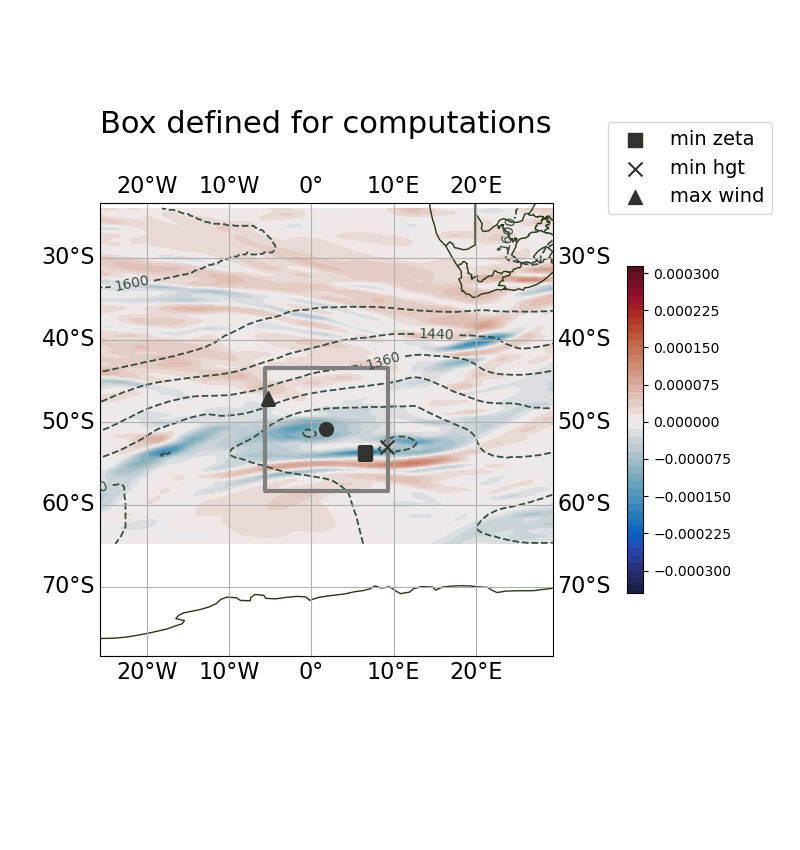 Box defined for computations
min zeta
min hgt
max wind
20°W 10°W 0° 10°E 20°E
30°S 30°S
40°S 40°S
50°S 50°S
60°S 60°S
70°S 70°S
1600
1440
1360
20°W 10°W 0° 10°E 20°E
0.000300
0.000225
0.000150
0.000075
0.000000
−0.000075
−0.000150
−0.000225
−0.000300